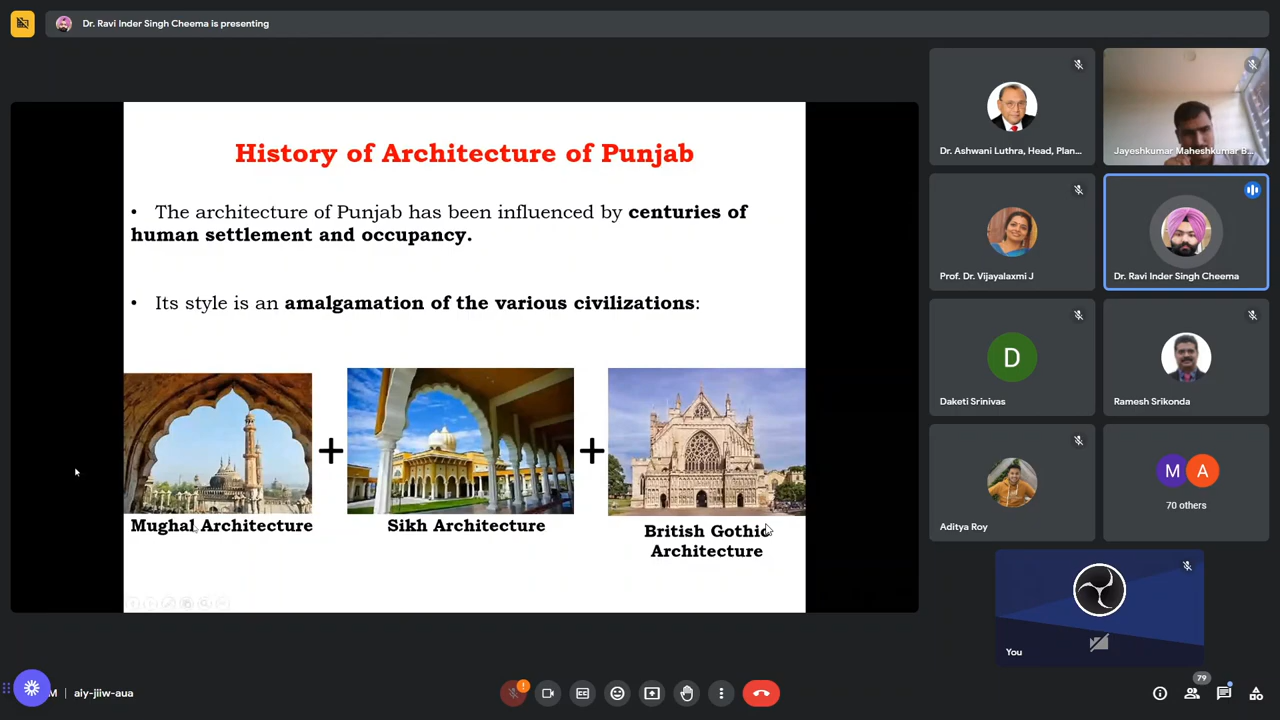 Dr. Ravi Inder Singh Cheema is presenting
History of Architecture of Punjab
• The architecture of Punjab has been influenced by centuries of
human settlement and occupancy.
• Its style is an amalgamation of the various civilizations:
+
+
Mughal Architecture
Sikh Architecture
British Gothic
Architecture
Dr. Ashwani Luthra, Head, Plan...
Jayeshkumar Maheshkumar B...
Prof. Dr. Vijayalaxmi J
Dr. Ravi Inder Singh Cheema
D
Daketi Srinivas
Ramesh Srikonda
Aditya Roy
M A
70 others
You
M | aiy-jiiw-aua
79